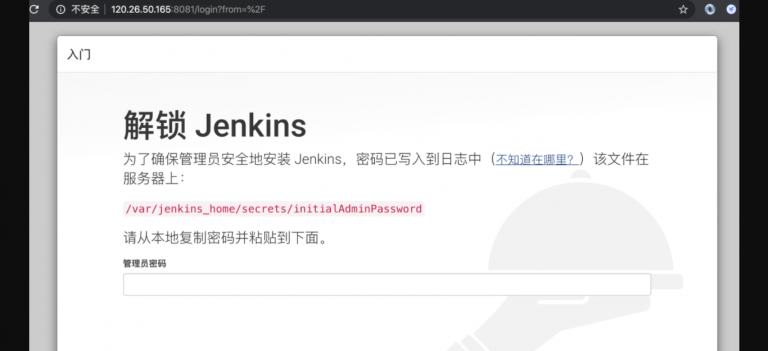 不安全 | 120.26.50.165:8081/login?from=%2F
入门
解锁 Jenkins
为了确保管理员安全地安装 Jenkins，密码已写入到日志中（不知道在哪里？）该文件在
服务器上：
/var/jenkins_home/secrets/initialAdminPassword
请从本地复制密码并粘贴到下面。
管理员密码